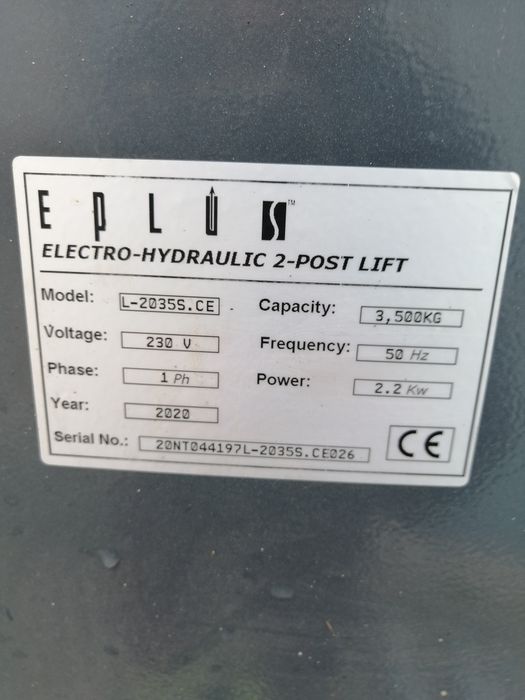 EPLUS™
ELECTRO-HYDRAULIC 2-POST LIFT
Model: L-2035S.CE Capacity: 3,500KG
Voltage: 230 V Frequency: 50 Hz
Phase: 1 Ph Power: 2.2 Kw
Year: 2020
Serial No.: 20NT044197L-2035S.CE026 CE